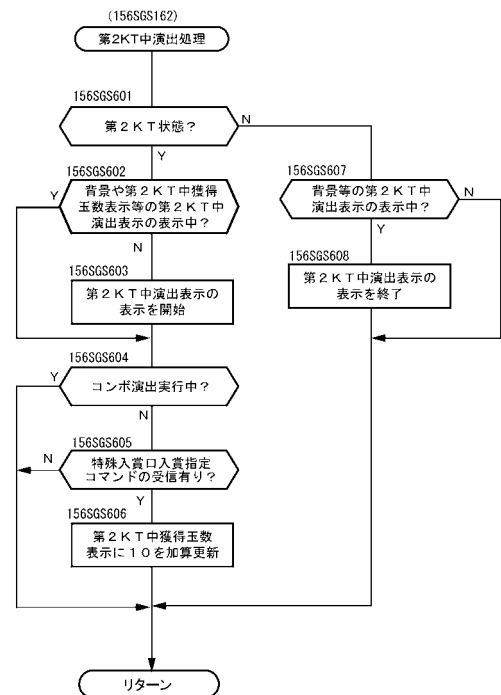 (156SGS162)
第2KT中演出処理
156SGS601
第２ＫＴ状態？
N
Y
156SGS602
背景や第２ＫＴ中獲得
玉数表示等の第２ＫＴ中
演出表示の表示中？
Y
N
156SGS607
背景等の第２ＫＴ中
演出表示の表示中？
N
Y
156SGS603
第２ＫＴ中演出表示の
表示を開始
156SGS608
第２ＫＴ中演出表示の
表示を終了
156SGS604
コンボ演出実行中？
Y
N
156SGS605
特殊入賞口入賞指定
コマンドの受信有り？
N
Y
156SGS606
第２ＫＴ中獲得玉数
表示に１０を加算更新
リターン